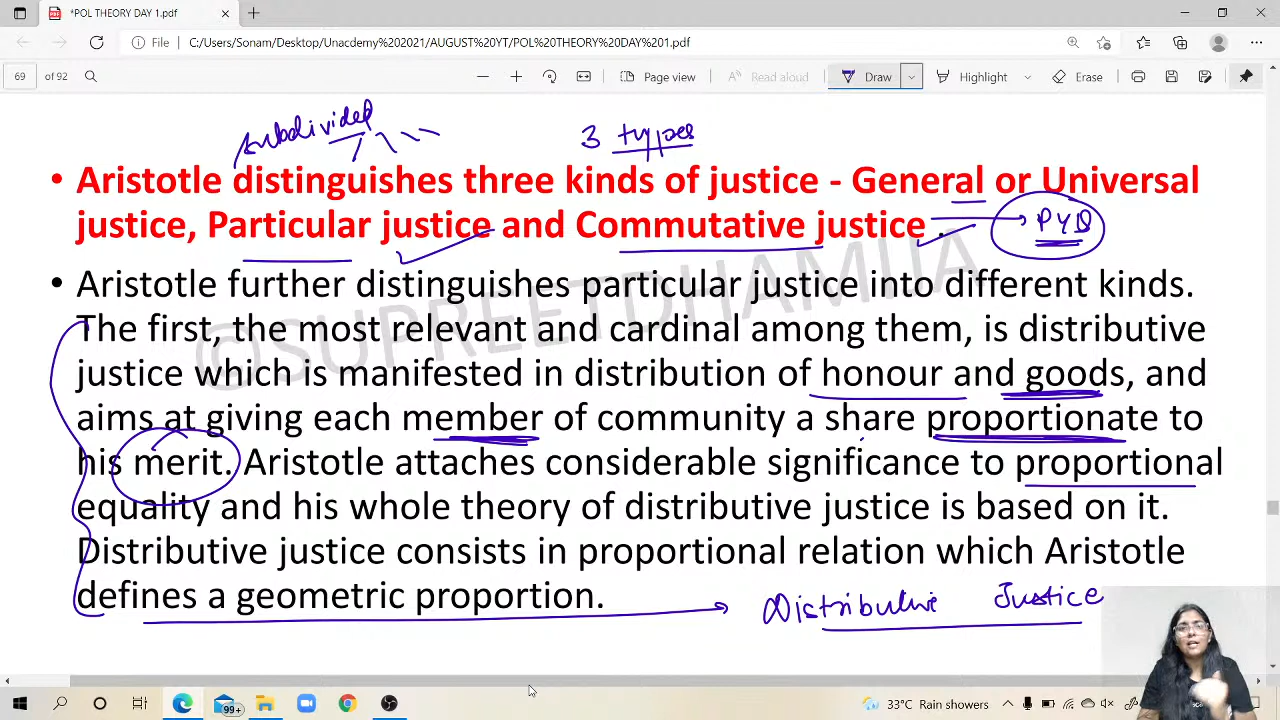 *POL THEORY DAY 1.pdf
File C:/Users/Sonam/Desktop/Unacdemy%202021/AUGUST%20YT/POL%20THEORY%20DAY%201.pdf
69 of 92 Page view Read aloud Draw Highlight Erase
subdivided 3 types
• Aristotle distinguishes three kinds of justice - General or Universal
justice, Particular justice and Commutative justice . PYQ
• Aristotle further distinguishes particular justice into different kinds.
The first, the most relevant and cardinal among them, is distributive
justice which is manifested in distribution of honour and goods, and
aims at giving each member of community a share proportionate to
his merit. Aristotle attaches considerable significance to proportional
equality and his whole theory of distributive justice is based on it.
Distributive justice consists in proportional relation which Aristotle
defines a geometric proportion.
Distributive Justice
@SUPREETDHAMIJA
99+ 33°C Rain showers